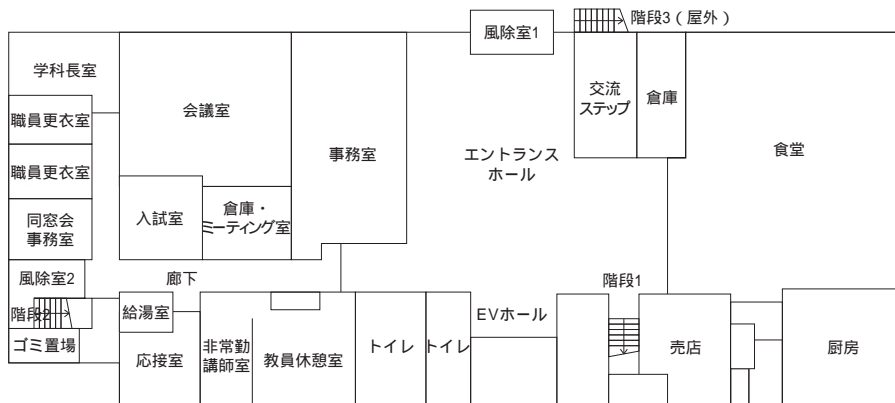 風除室1
階段3(屋外)
学科長室
会議室
交流
ステップ
倉庫
職員更衣室
事務室
エントランス
ホール
食堂
職員更衣室
同窓会
事務室
入試室
倉庫・
ミーティング室
風除室2
廊下
階段1
階段2
給湯室
EVホール
ゴミ置場
応接室
非常勤
講師室
教員休憩室
トイレ
トイレ
売店
厨房